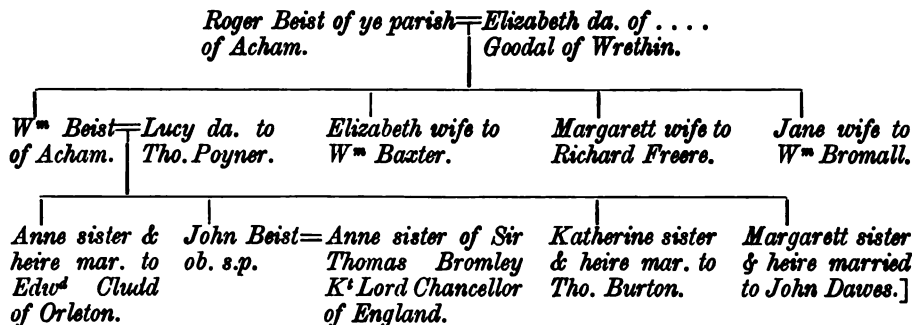 Roger Beist of ye parish = Elizabeth da. of . . . .
of Acham. Goodal of Wrethin.
Wᵐ Beist = Lucy da. to
of Acham. Tho. Poyner.
Elizabeth wife to
Wᵐ Baxter.
Margarett wife to
Richard Freere.
Jane wife to
Wᵐ Bromall.
Anne sister &
heire mar. to
Edwᵈ Cludd
of Orleton.
John Beist = Anne sister of Sir
ob. s.p. Thomas Bromley
Kᵗ Lord Chancellor
of England.
Katherine sister
& heire mar. to
Tho. Burton.
Margarett sister
& heire married
to John Dawes.]